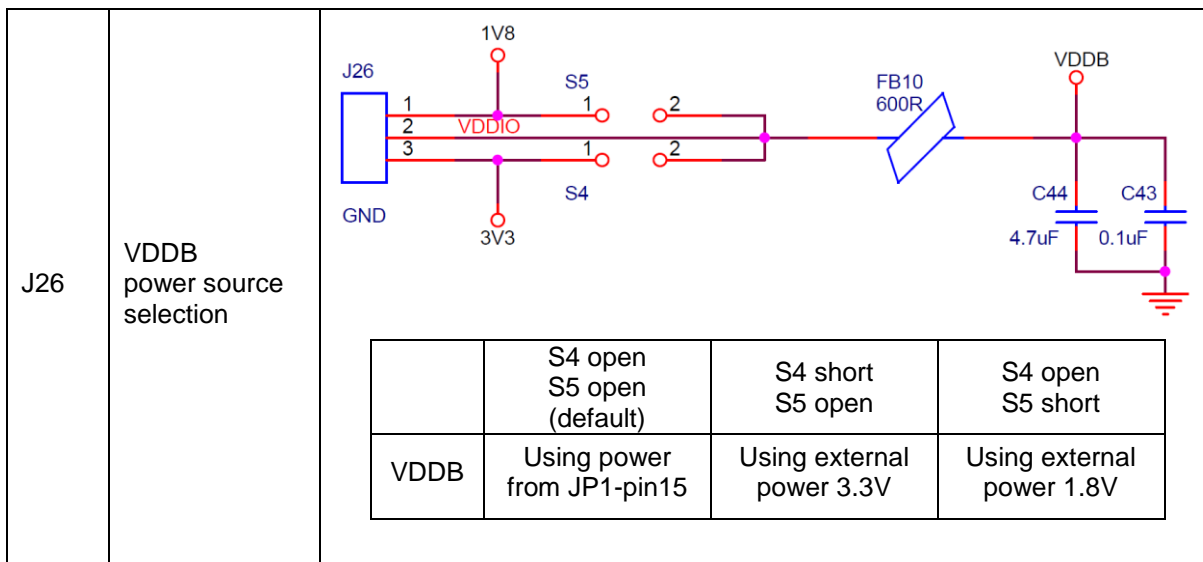 J26
VDDB
power source
selection
1V8
J26
S5
1
1
2
2
VDDIO
3
1
2
S4
GND
3V3
FB10
600R
VDDB
C44
C43
4.7uF
0.1uF
S4 open
S5 open
(default)
S4 short
S5 open
S4 open
S5 short
VDDB
Using power
from JP1-pin15
Using external
power 3.3V
Using external
power 1.8V